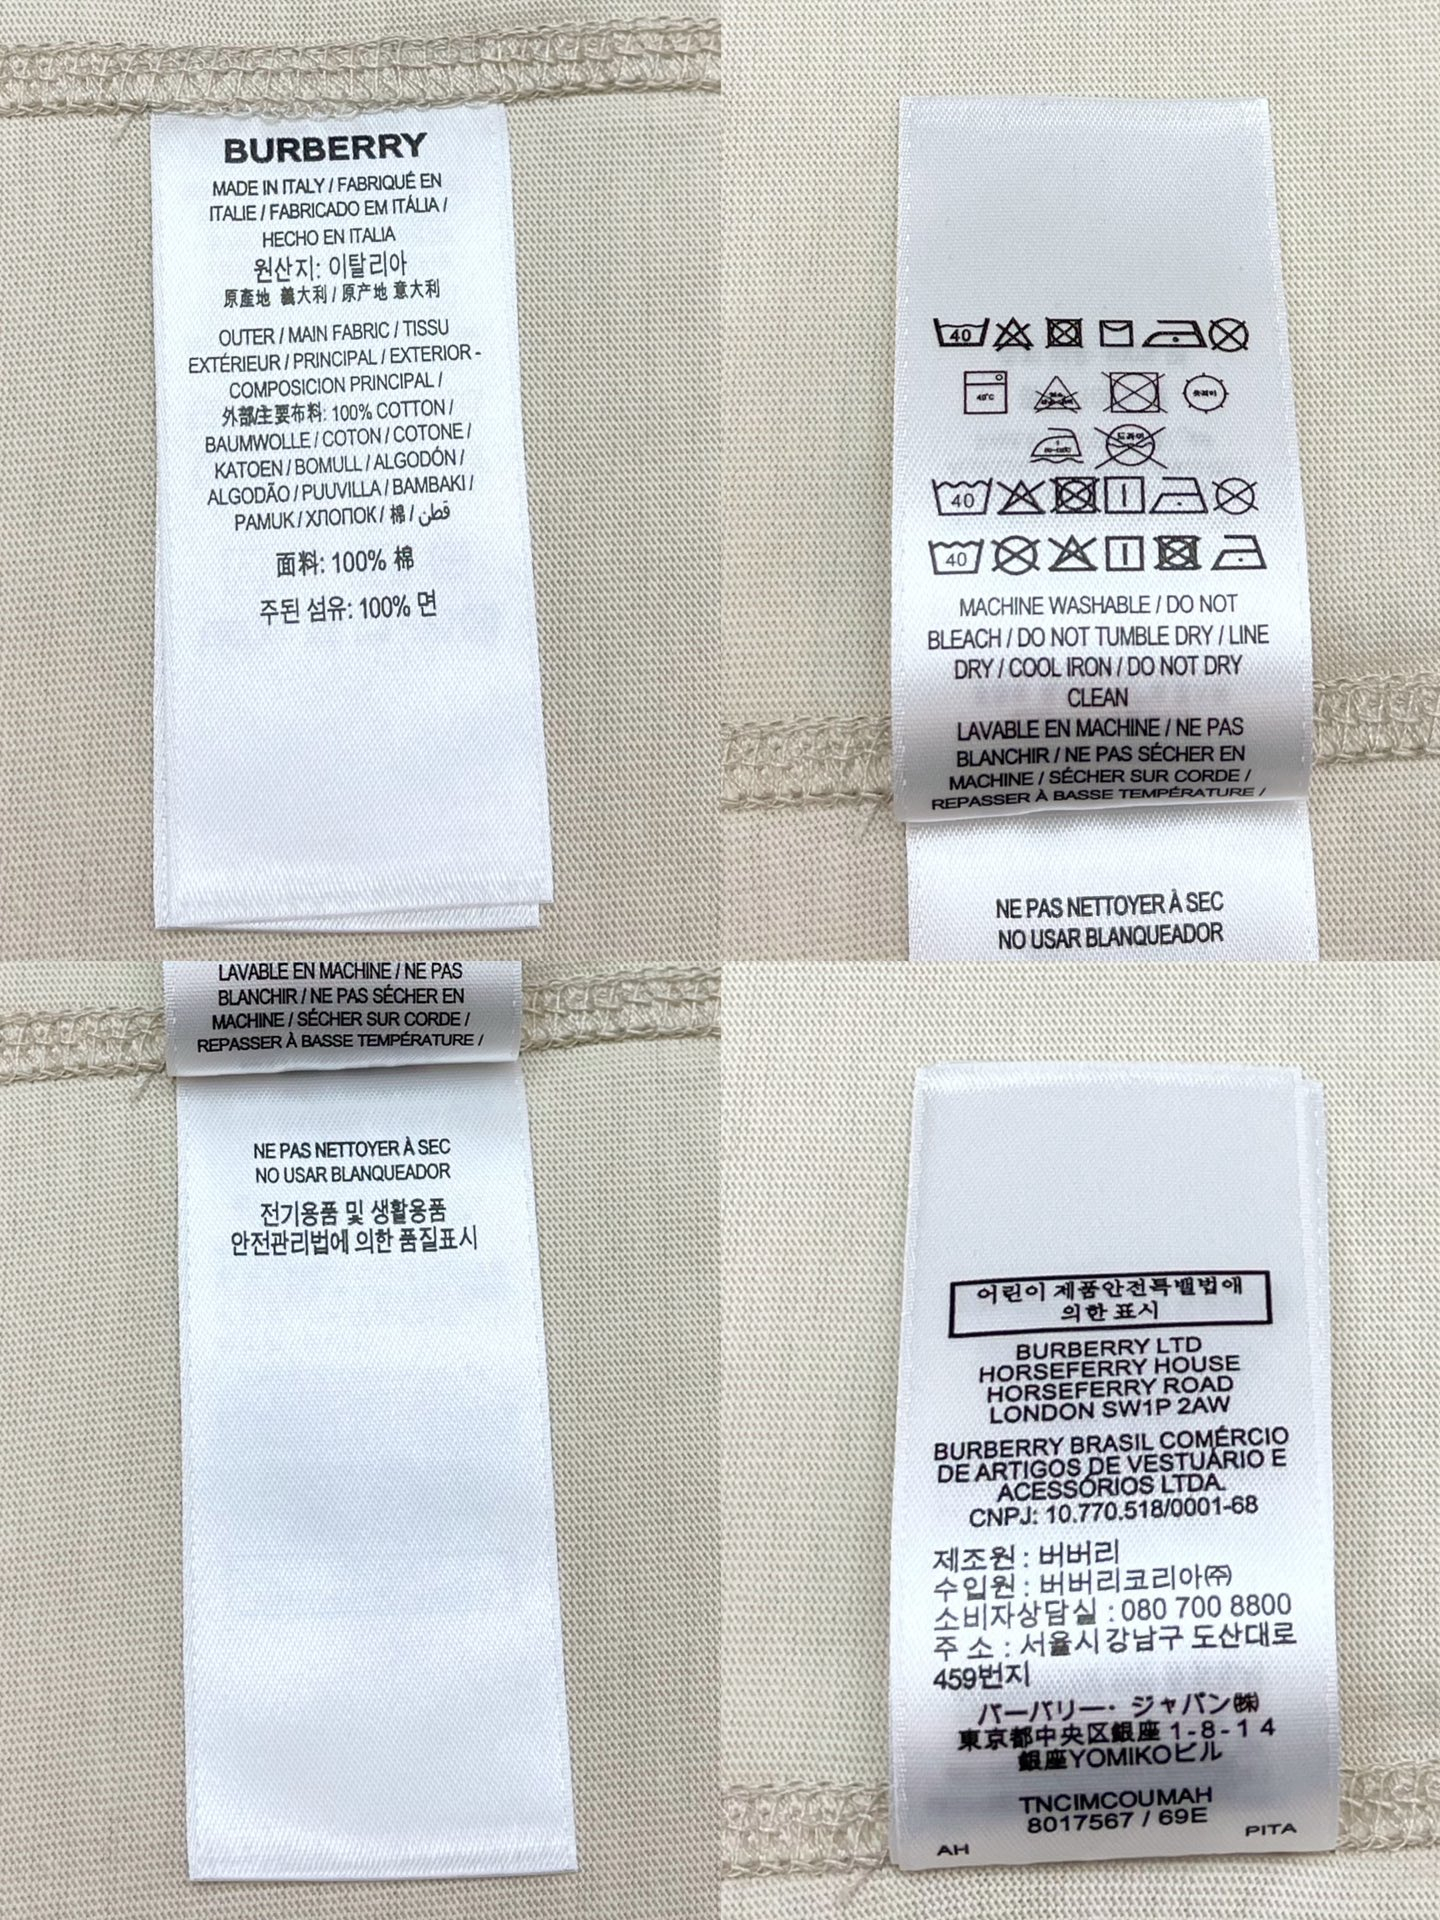 BURBERRY
MADE IN ITALY / FABRIQUÉ EN
ITALIE / FABRICADO EM ITÁLIA /
HECHO EN ITALIA
원산지: 이탈리아
原產地 義大利 / 原产地 意大利
OUTER / MAIN FABRIC / TISSU
EXTÉRIEUR / PRINCIPAL / EXTERIOR -
COMPOSICION PRINCIPAL /
外部/主要布料: 100% COTTON /
BAUMWOLLE / COTON / COTONE /
KATOEN / BOMULL / ALGODÓN /
ALGODÃO / PUUVILLA / BAMBAKI /
PAMUK / ХЛОПОК / 棉 / قطن
面料: 100% 棉
주된 섬유: 100% 면
40
40°C
드라이
40
40
MACHINE WASHABLE / DO NOT
BLEACH / DO NOT TUMBLE DRY / LINE
DRY / COOL IRON / DO NOT DRY
CLEAN
LAVABLE EN MACHINE / NE PAS
BLANCHIR / NE PAS SÉCHER EN
MACHINE / SÉCHER SUR CORDE /
REPASSER À BASSE TEMPÉRATURE /
NE PAS NETTOYER À SEC
NO USAR BLANQUEADOR
LAVABLE EN MACHINE / NE PAS
BLANCHIR / NE PAS SÉCHER EN
MACHINE / SÉCHER SUR CORDE /
REPASSER À BASSE TEMPÉRATURE /
NE PAS NETTOYER À SEC
NO USAR BLANQUEADOR
전기용품 및 생활용품
안전관리법에 의한 품질표시
어린이 제품안전특별법애
의한 표시
BURBERRY LTD
HORSEFERRY HOUSE
HORSEFERRY ROAD
LONDON SW1P 2AW
BURBERRY BRASIL COMÉRCIO
DE ARTIGOS DE VESTUÁRIO E
ACESSÓRIOS LTDA.
CNPJ: 10.770.518/0001-68
제조원 : 버버리
수입원 : 버버리코리아㈜
소비자상담실 : 080 700 8800
주 소 : 서울시강남구 도산대로
459번지
バーバリー・ジャパン㈱
東京都中央区銀座 1-8-1 4
銀座YOMIKOビル
TNCIMCOUMAH
8017567 / 69E
AH PITA